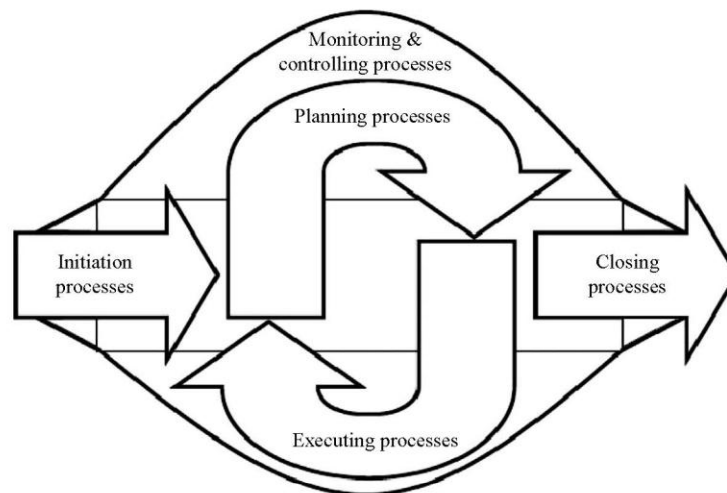 Monitoring &
controlling processes
Planning processes
Initiation
processes
Closing
processes
Executing processes